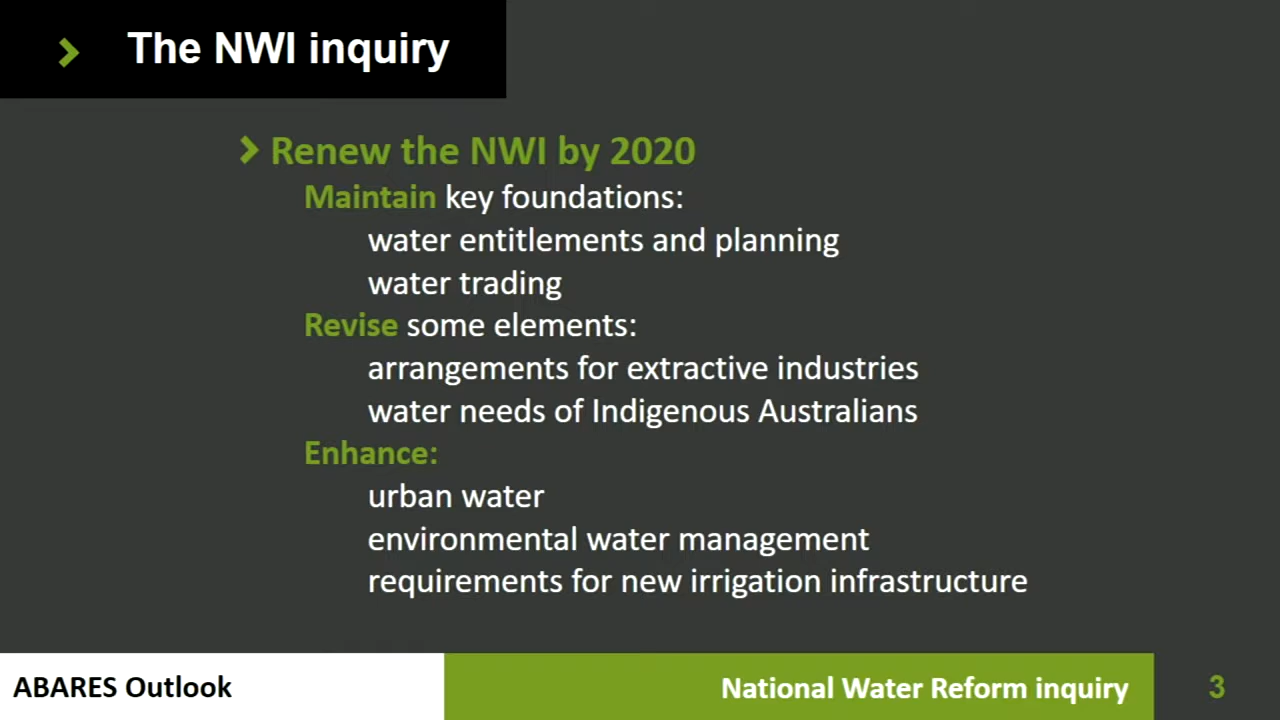 The NWI inquiry
Renew the NWI by 2020
Maintain key foundations:
water entitlements and planning
water trading
Revise some elements:
arrangements for extractive industries
water needs of Indigenous Australians
Enhance:
urban water
environmental water management
requirements for new irrigation infrastructure
ABARES Outlook
National Water Reform inquiry
3